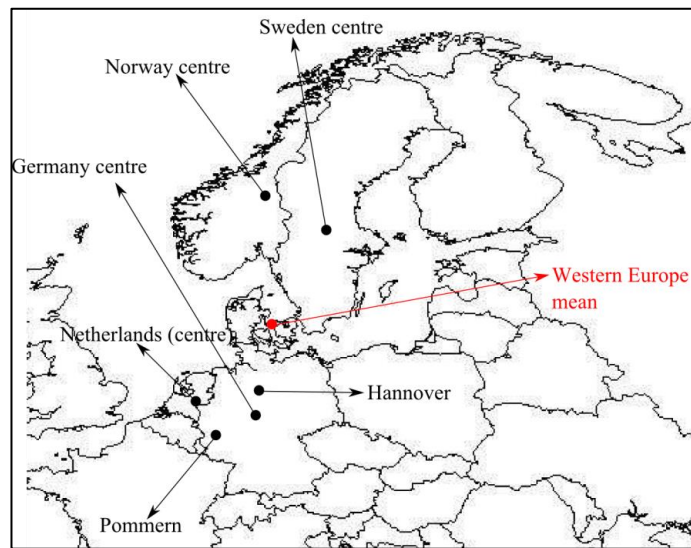 Sweden centre
Norway centre
Germany centre
Western Europe
mean
Netherlands (centre)
Hannover
Pommern